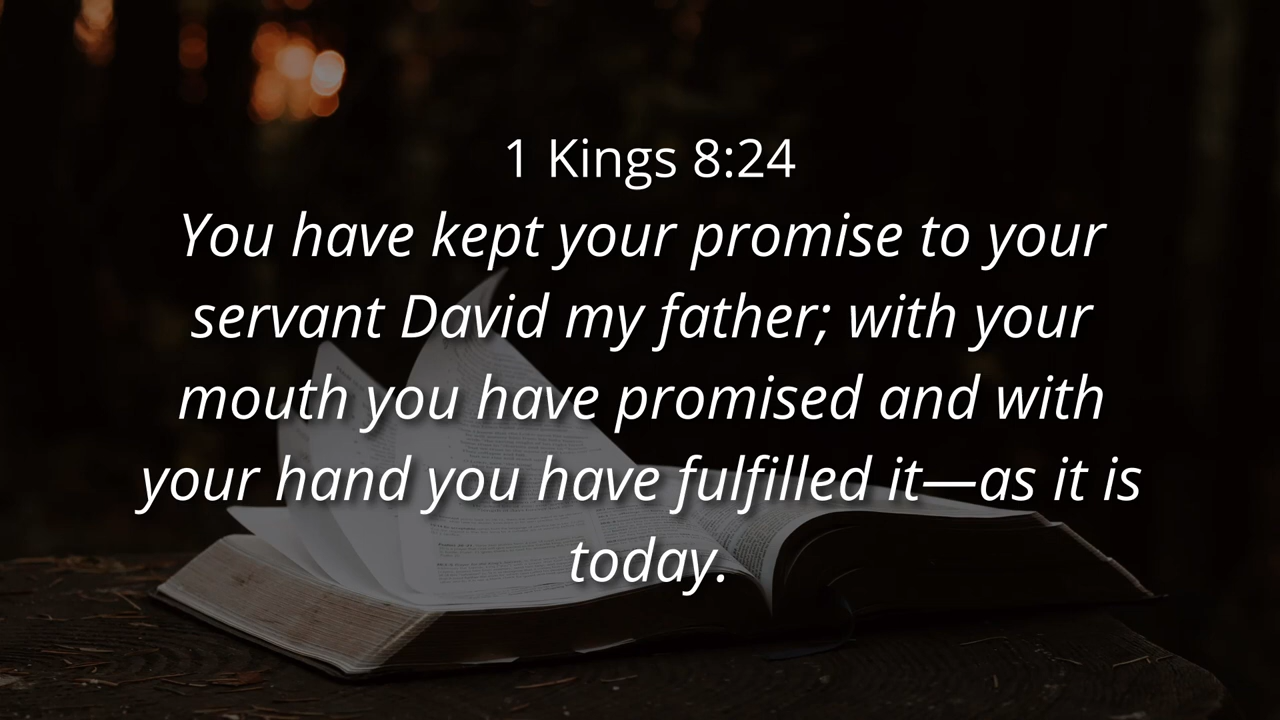 1 Kings 8:24
You have kept your promise to your
servant David my father; with your
mouth you have promised and with
your hand you have fulfilled it—as it is
today.